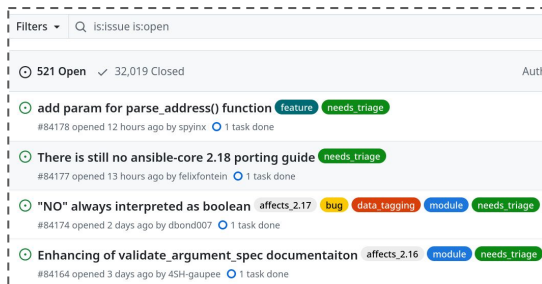 Filters is:issue is:open
521 Open 32,019 Closed Auth
add param for parse_address() function feature needs_triage
#84178 opened 12 hours ago by spyinx 1 task done
There is still no ansible-core 2.18 porting guide needs_triage
#84177 opened 13 hours ago by felixfontein 1 task done
"NO" always interpreted as boolean affects_2.17 bug data_tagging module needs_triage
#84174 opened 2 days ago by dbond007 1 task done
Enhancing of validate_argument_spec documentaiton affects_2.16 module needs_triage
#84164 opened 3 days ago by 4SH-gaupee 1 task done